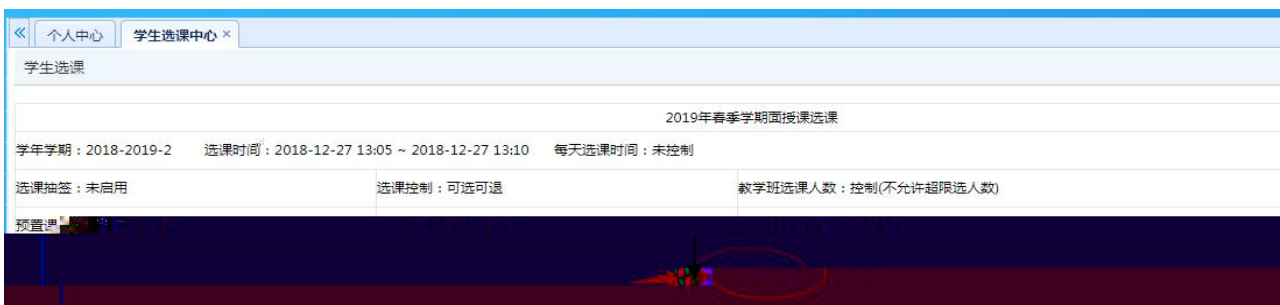 个人中心 学生选课中心 ×
学生选课
2019年春季学期面授课选课
学年学期：2018-2019-2 选课时间：2018-12-27 13:05 ~ 2018-12-27 13:10 每天选课时间：未控制
选课抽签：未启用 选课控制：可选可退 教学班选课人数：控制(不允许超限选人数)
预置课